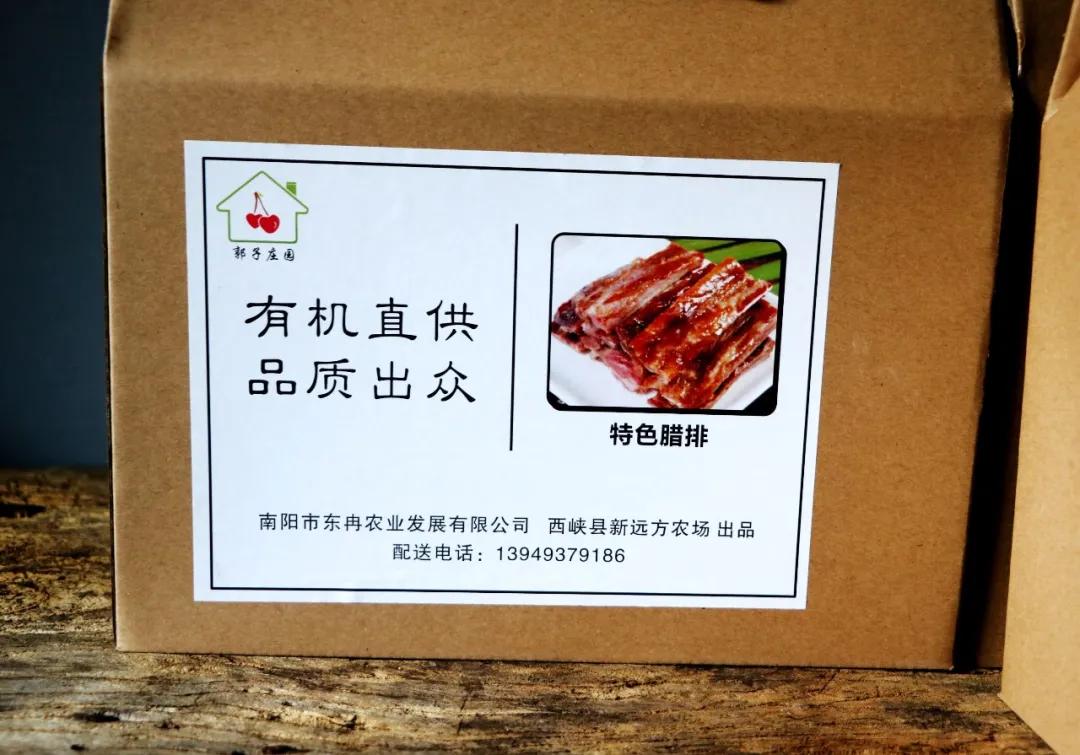 郭子庄园
有机直供
品质出众
特色腊排
南阳市东冉农业发展有限公司 西峡县新远方农场 出品
配送电话：13949379186